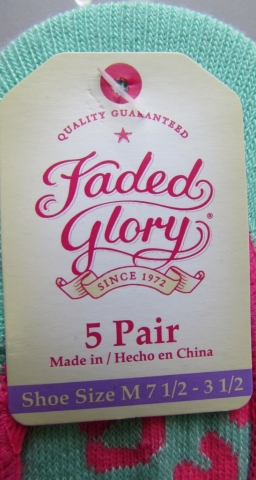 QUALITY GUARANTEED
Faded
Glory®
SINCE 1972
5 Pair
Made in / Hecho en China
Shoe Size M 7 1/2 - 3 1/2